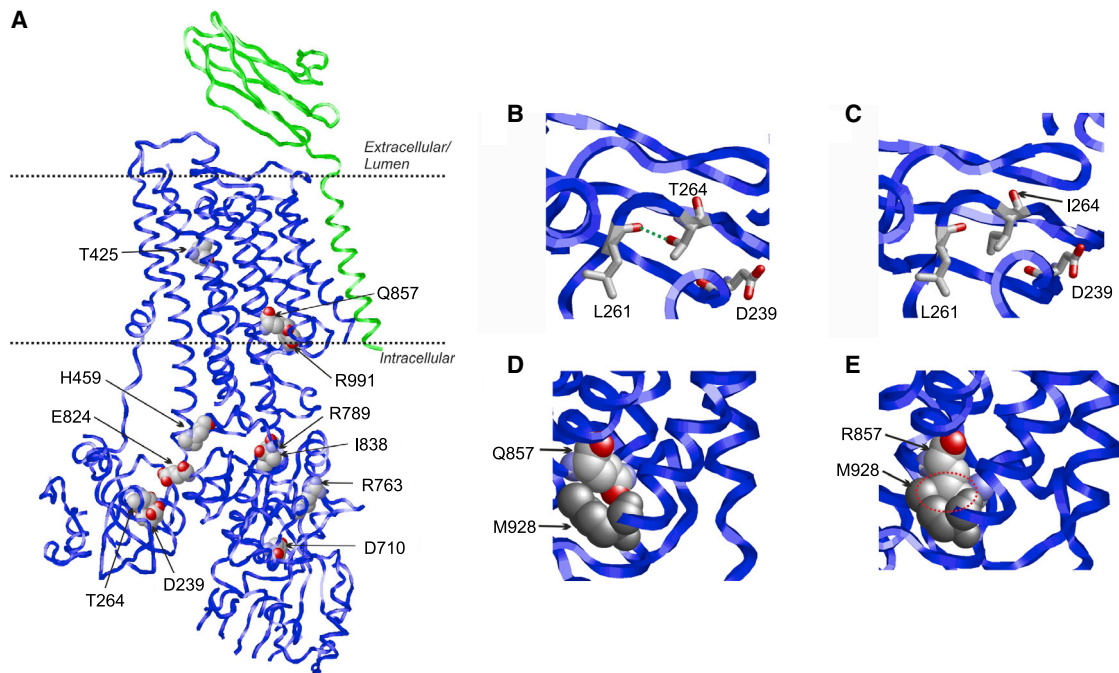 A
Extracellular/
Lumen
T425
Q857
Intracellular
R991
H459
R789
E824
I838
R763
D710
D239
T264
B
T264
L261
D239
C
I264
D239
L261
D
Q857
M928
E
R857
M928